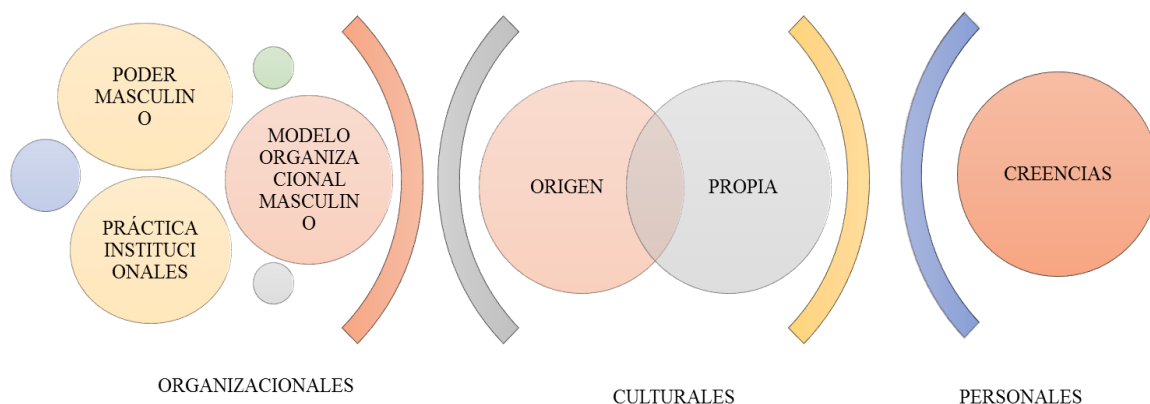 PODER
MASCULIN
O
MODELO
ORGANIZA
CIONAL
MASCULIN
O
PRÁCTICA
INSTITUCI
ONALES
ORIGEN
PROPIA
CREENCIAS
ORGANIZACIONALES
CULTURALES
PERSONALES